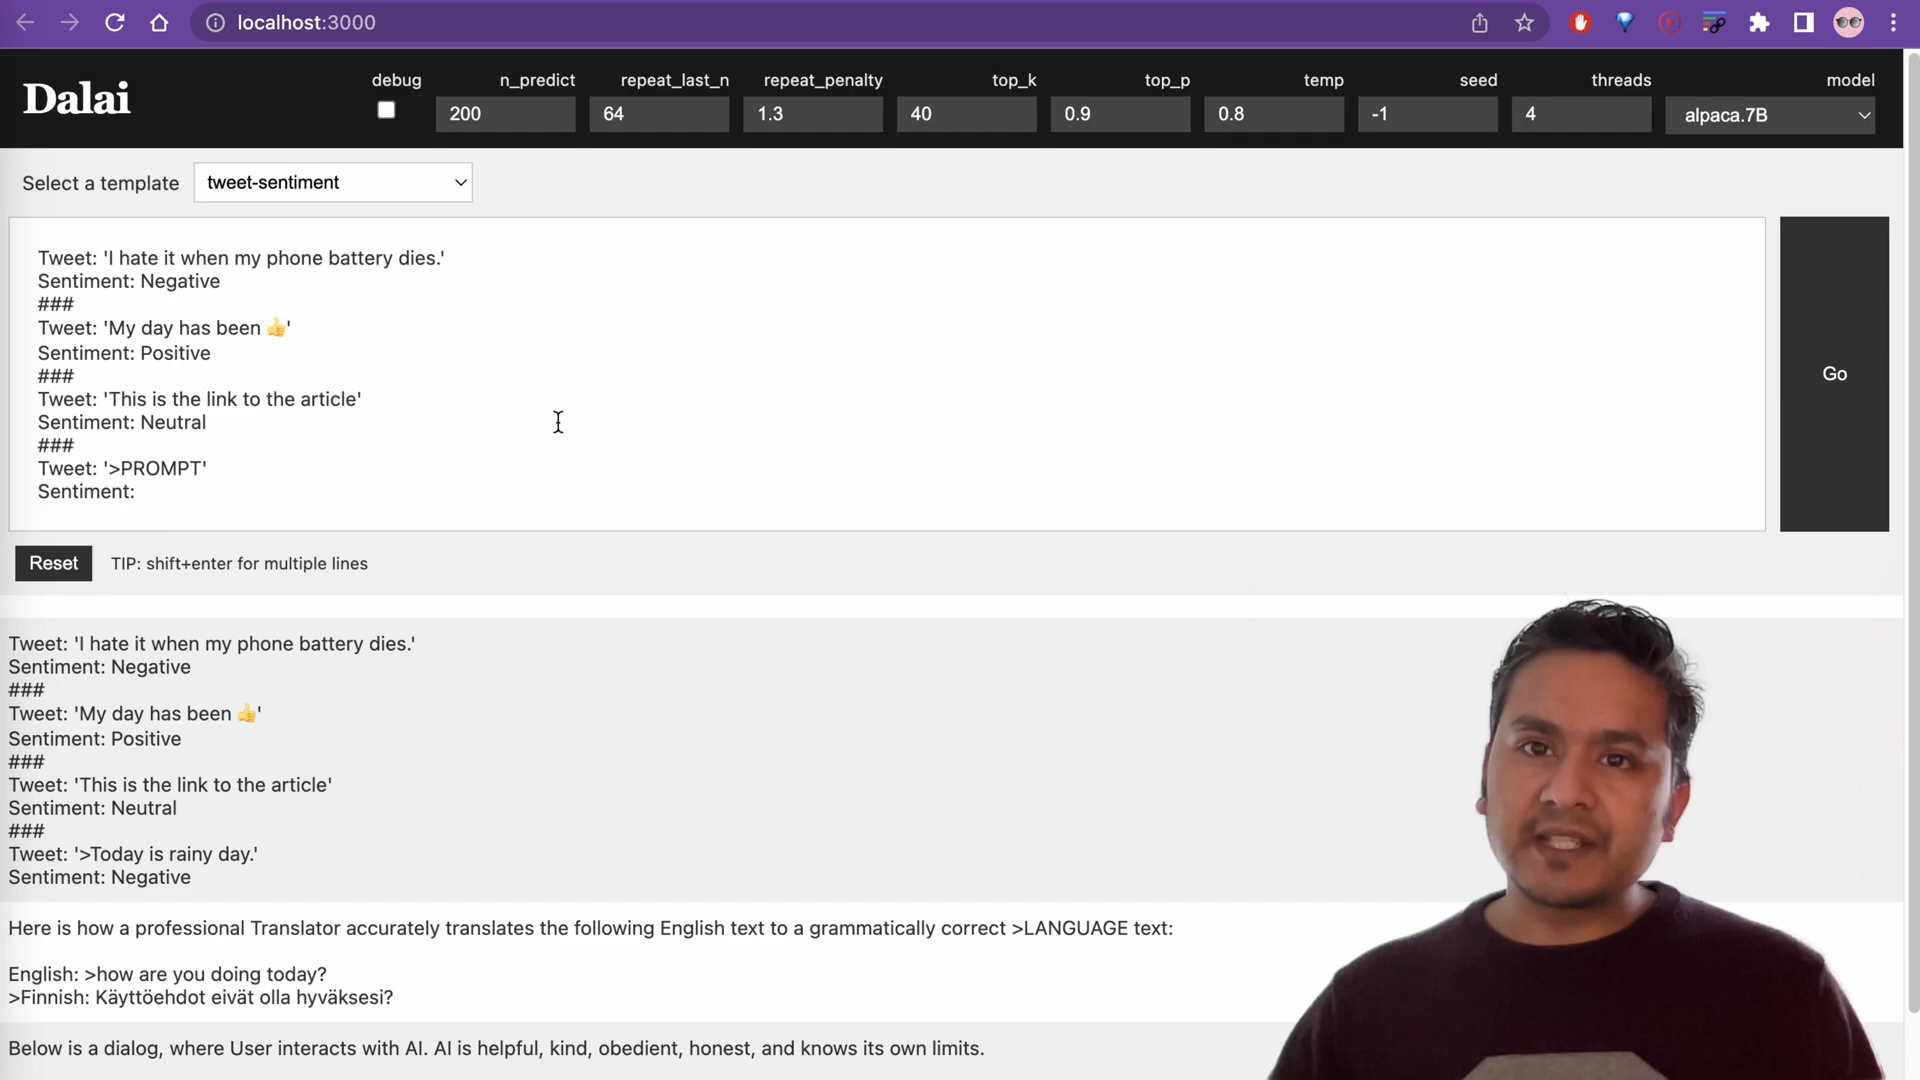 localhost:3000
Dalai
debug n_predict repeat_last_n repeat_penalty top_k top_p temp seed threads model
200 64 1.3 40 0.9 0.8 -1 4 alpaca.7B
Select a template tweet-sentiment
Tweet: 'I hate it when my phone battery dies.'
Sentiment: Negative
###
Tweet: 'My day has been 👍'
Sentiment: Positive
###
Tweet: 'This is the link to the article'
Sentiment: Neutral
###
Tweet: '>PROMPT'
Sentiment:
Go
Reset TIP: shift+enter for multiple lines
Tweet: 'I hate it when my phone battery dies.'
Sentiment: Negative
###
Tweet: 'My day has been 👍'
Sentiment: Positive
###
Tweet: 'This is the link to the article'
Sentiment: Neutral
###
Tweet: '>Today is rainy day.'
Sentiment: Negative
Here is how a professional Translator accurately translates the following English text to a grammatically correct >LANGUAGE text:
English: >how are you doing today?
>Finnish: Käyttöehdot eivät olla hyväksesi?
Below is a dialog, where User interacts with AI. AI is helpful, kind, obedient, honest, and knows its own limits.